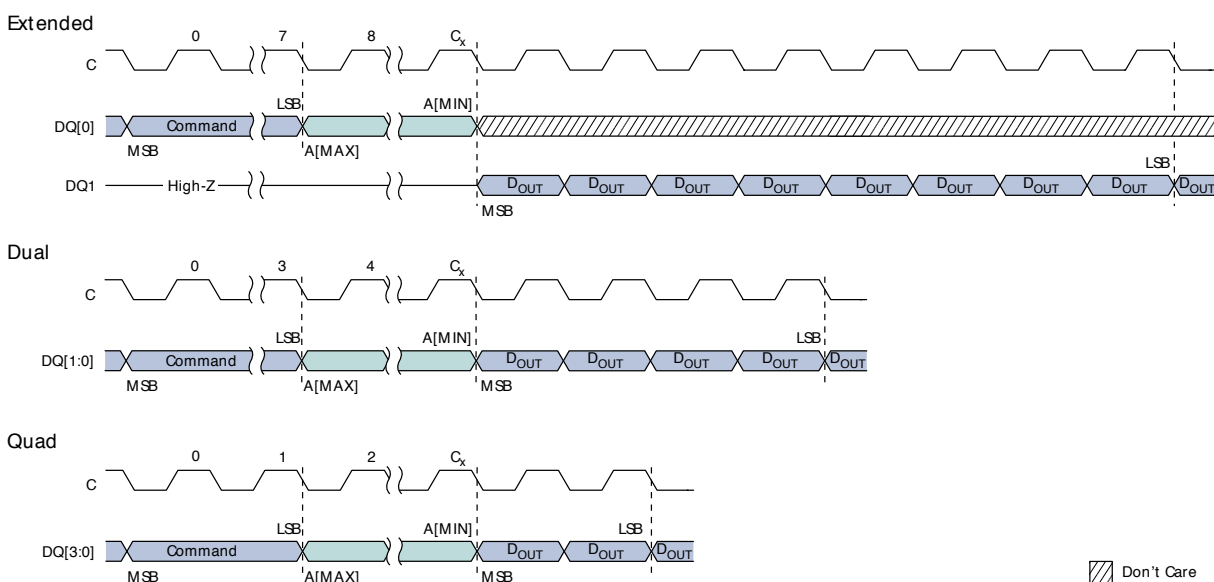 Extended
0 7 8 Cx
C
LSB A[MIN]
DQ[0] Command
MSB A[MAX] LSB
DQ1 High-Z DOUT DOUT DOUT DOUT DOUT DOUT DOUT DOUT DOUT
MSB
Dual
0 3 4 Cx
C
LSB A[MIN] LSB
DQ[1:0] Command DOUT DOUT DOUT DOUT DOUT
MSB A[MAX] MSB
Quad
0 1 2 Cx
C
LSB A[MIN] LSB
DQ[3:0] Command DOUT DOUT DOUT
MSB A[MAX] MSB
Don't Care